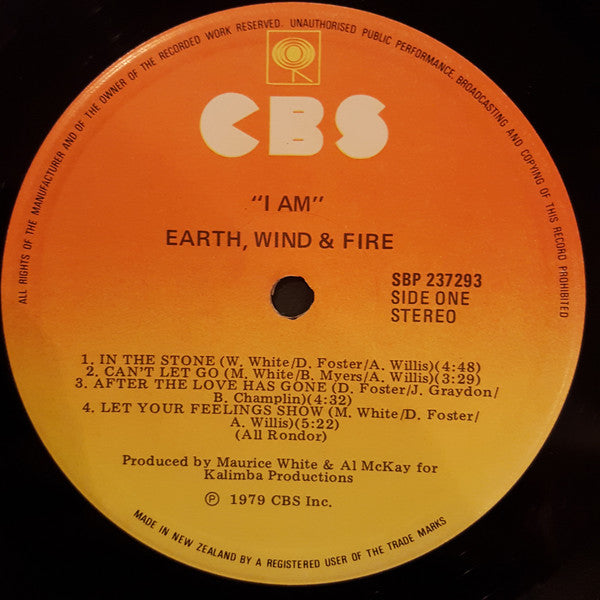 ALL RIGHTS OF THE MANUFACTURER AND OF THE OWNER OF THE RECORDED WORK RESERVED. UNAUTHORISED PUBLIC PERFORMANCE, BROADCASTING AND COPYING OF THIS RECORD PROHIBITED
CBS
"I AM"
EARTH, WIND & FIRE
SBP 237293
SIDE ONE
STEREO
1. IN THE STONE (W. White/D. Foster/A. Willis)(4:48)
2. CAN'T LET GO (M. White/B. Myers/A. Willis)(3:29)
3. AFTER THE LOVE HAS GONE (D. Foster/J. Graydon/
B. Champlin)(4:32)
4. LET YOUR FEELINGS SHOW (M. White/D. Foster/
A. Willis)(5:22)
(All Rondor)
Produced by Maurice White & Al McKay for
Kalimba Productions
℗ 1979 CBS Inc.
MADE IN NEW ZEALAND BY A REGISTERED USER OF THE TRADE MARKS